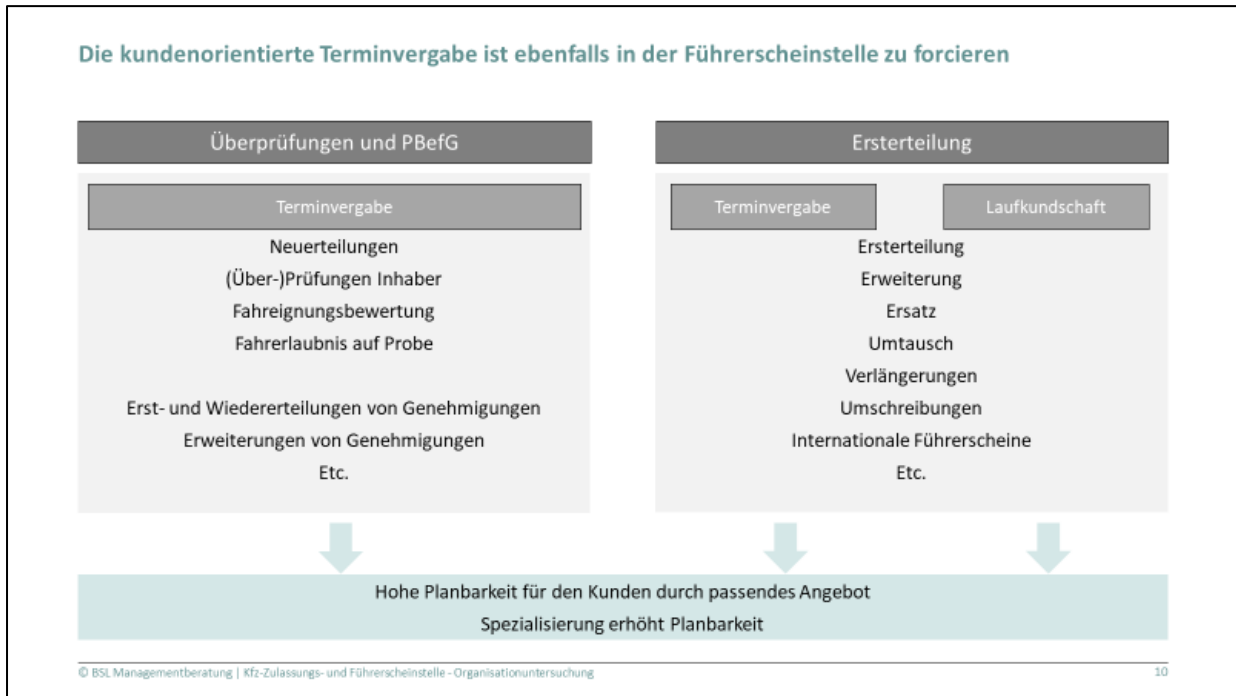 Die kundenorientierte Terminvergabe ist ebenfalls in der Führerscheinstelle zu forcieren
Überprüfungen und PBefG
Terminvergabe
Neuerteilungen
(Über-)Prüfungen Inhaber
Fahreignungsbewertung
Fahrerlaubnis auf Probe
Erst- und Wiedererteilungen von Genehmigungen
Erweiterungen von Genehmigungen
Etc.
Ersterteilung
Terminvergabe
Laufkundschaft
Ersterteilung
Erweiterung
Ersatz
Umtausch
Verlängerungen
Umschreibungen
Internationale Führerscheine
Etc.
Hohe Planbarkeit für den Kunden durch passendes Angebot
Spezialisierung erhöht Planbarkeit
© BSL Managementberatung | Kfz-Zulassungs- und Führerscheinstelle - Organisationuntersuchung
10